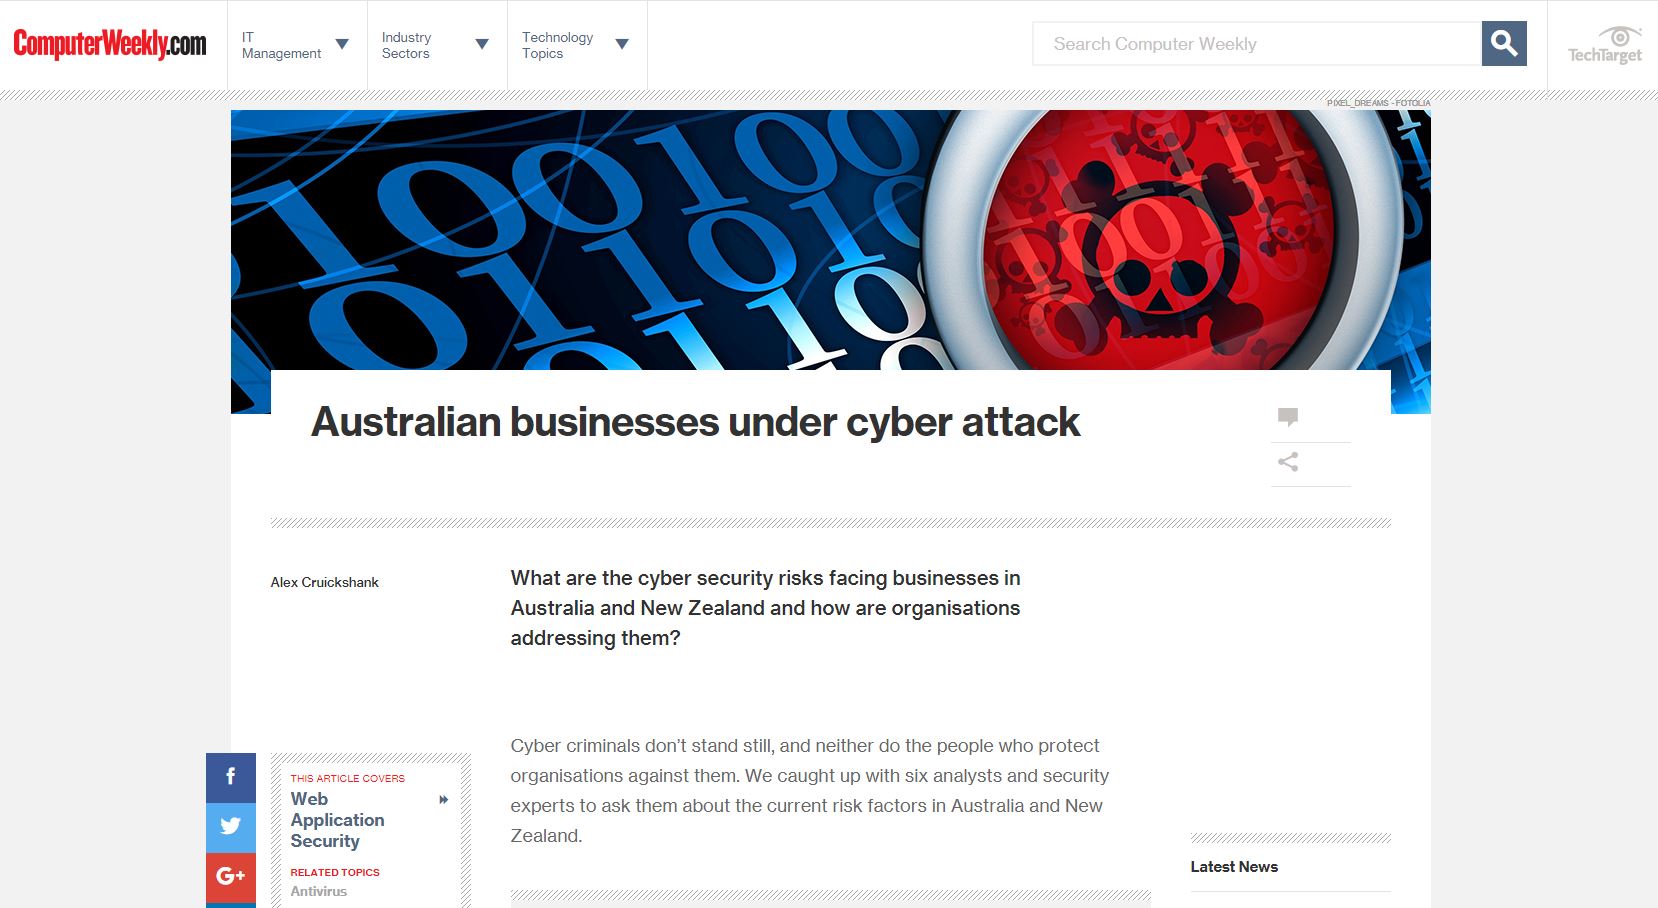 ComputerWeekly.com
IT
Management
Industry
Sectors
Technology
Topics
Search Computer Weekly
TechTarget
PIXEL_DREAMS - FOTOLIA
Australian businesses under cyber attack
Alex Cruickshank
What are the cyber security risks facing businesses in
Australia and New Zealand and how are organisations
addressing them?
Cyber criminals don’t stand still, and neither do the people who protect
organisations against them. We caught up with six analysts and security
experts to ask them about the current risk factors in Australia and New
Zealand.
f
G+
THIS ARTICLE COVERS
Web
Application
Security
RELATED TOPICS
Antivirus
Latest News